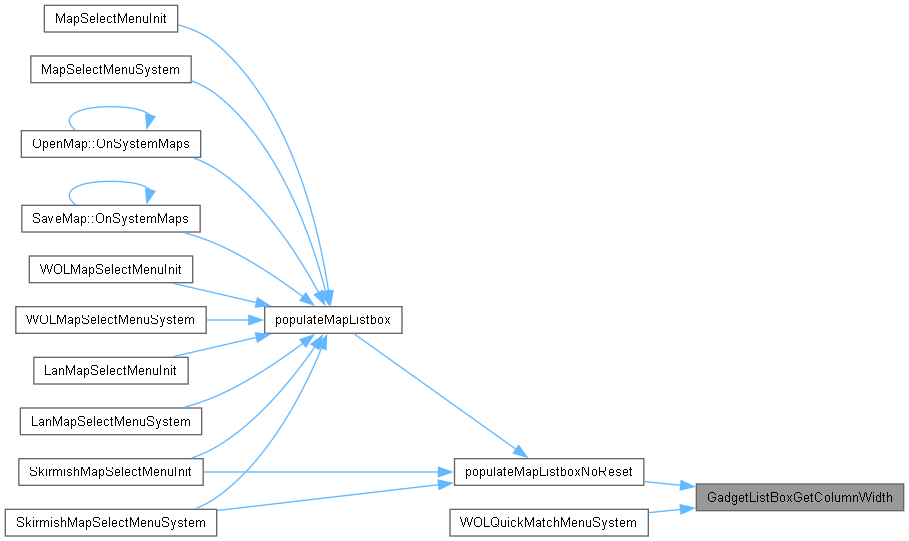 MapSelectMenuInit
MapSelectMenuSystem
OpenMap::OnSystemMaps
SaveMap::OnSystemMaps
WOLMapSelectMenuInit
WOLMapSelectMenuSystem
populateMapListbox
LanMapSelectMenuInit
LanMapSelectMenuSystem
SkirmishMapSelectMenuInit
populateMapListboxNoReset
GadgetListBoxGetColumnWidth
SkirmishMapSelectMenuSystem
WOLQuickMatchMenuSystem